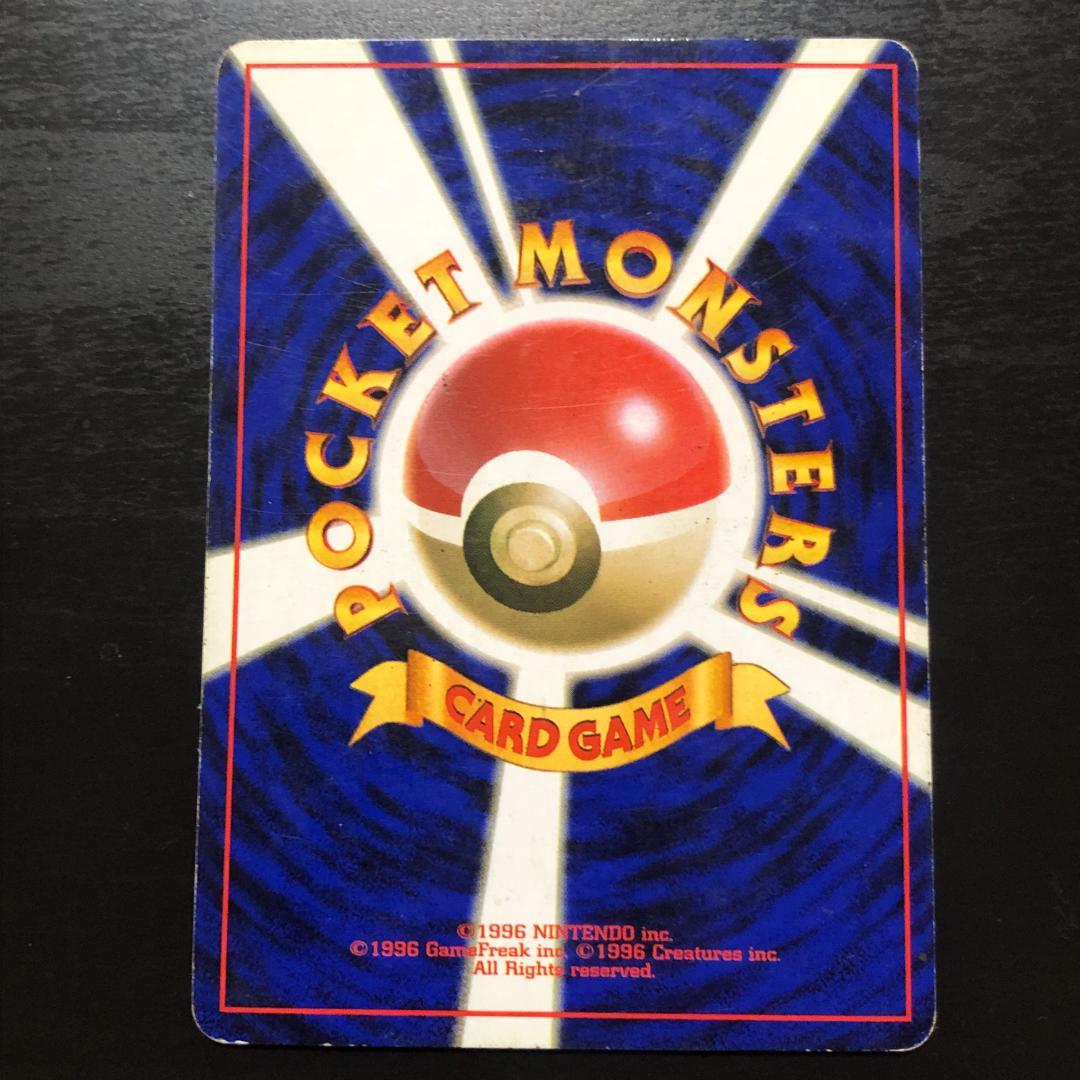 POCKET MONSTERS
CARD GAME
©1996 NINTENDO inc.
©1996 GameFreak inc. ©1996 Creatures inc.
All Rights reserved.